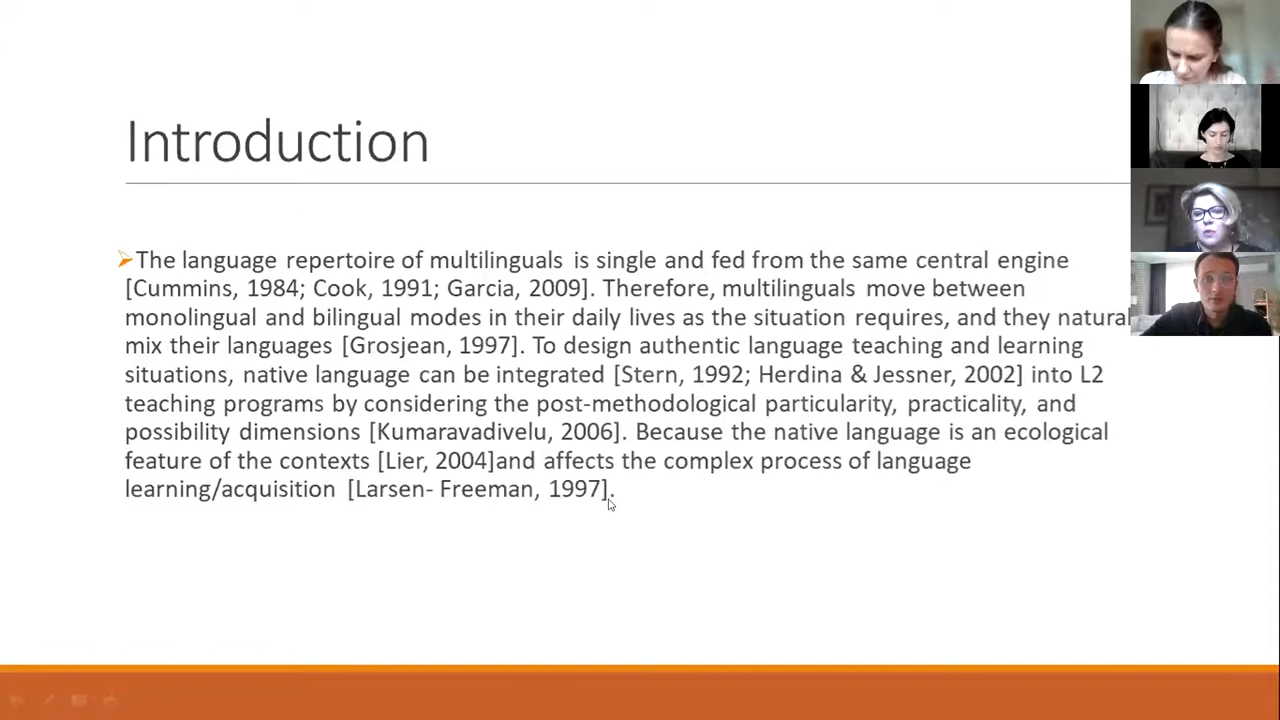 Introduction
The language repertoire of multilinguals is single and fed from the same central engine
[Cummins, 1984; Cook, 1991; Garcia, 2009]. Therefore, multilinguals move between
monolingual and bilingual modes in their daily lives as the situation requires, and they natural
mix their languages [Grosjean, 1997]. To design authentic language teaching and learning
situations, native language can be integrated [Stern, 1992; Herdina & Jessner, 2002] into L2
teaching programs by considering the post-methodological particularity, practicality, and
possibility dimensions [Kumaravadivelu, 2006]. Because the native language is an ecological
feature of the contexts [Lier, 2004]and affects the complex process of language
learning/acquisition [Larsen- Freeman, 1997].